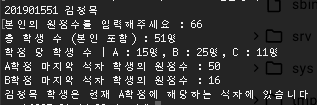 201901551 김정목
본인의 원점수를 입력해주세요 : 66
총 학생 수 (본인 포함) : 51명
학점 당 학생 수 | A : 15명, B : 25명, C : 11명
A학점 마지막 석차 학생의 원점수 : 50
B학점 마지막 석차 학생의 원점수 : 16
김정목 학생은 현재 A학점에 해당하는 석차에 있습니다
sbin
srv
sys